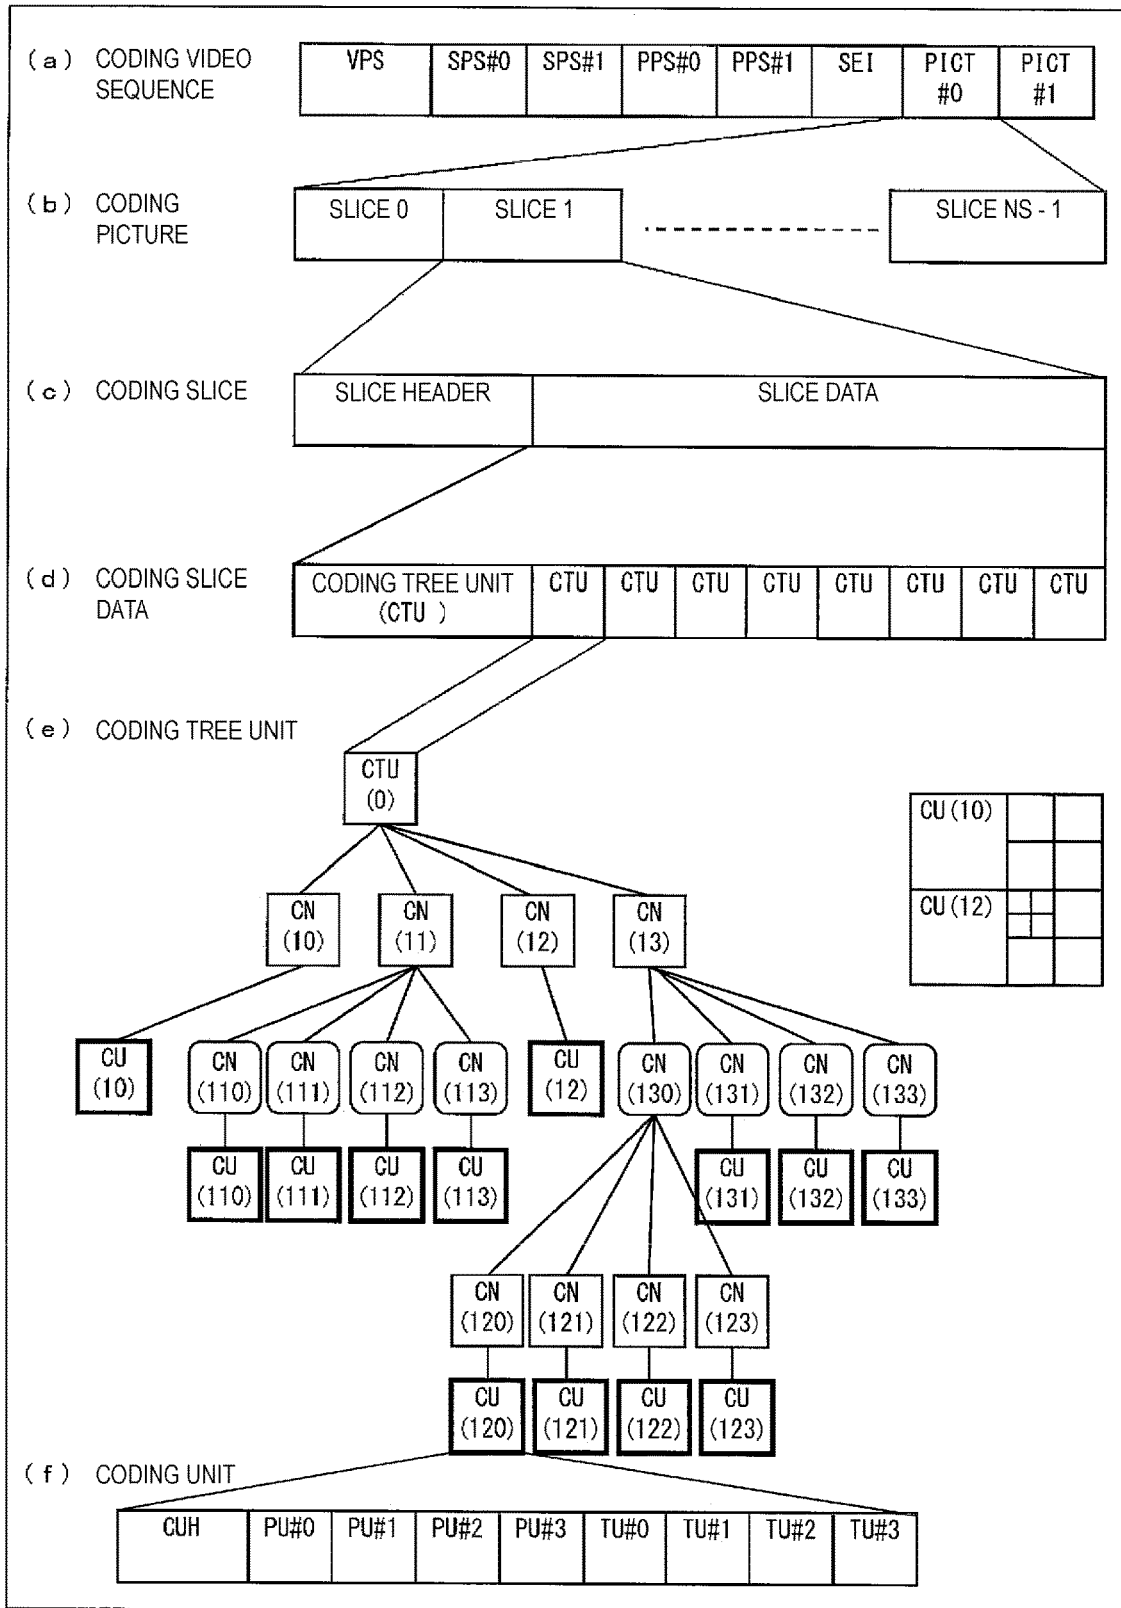 (a) CODING VIDEO
SEQUENCE
VPS SPS#0 SPS#1 PPS#0 PPS#1 SEI PICT
#0 PICT
#1
(b) CODING
PICTURE
SLICE 0 SLICE 1 SLICE NS - 1
(c) CODING SLICE
SLICE HEADER SLICE DATA
(d) CODING SLICE
DATA
CODING TREE UNIT
(CTU )
CTU CTU CTU CTU CTU CTU CTU CTU
(e) CODING TREE UNIT
CTU
(0)
CU(10)
CU(12)
CN CN CN CN
(10) (11) (12) (13)
CU CN CN CN CN CU CN CN CN CN
(10) (110) (111) (112) (113) (12) (130) (131) (132) (133)
CU CU CU CU CU CU CU
(110) (111) (112) (113) (131) (132) (133)
CN CN CN CN
(120) (121) (122) (123)
CU CU CU CU
(120) (121) (122) (123)
(f) CODING UNIT
CUH PU#0 PU#1 PU#2 PU#3 TU#0 TU#1 TU#2 TU#3